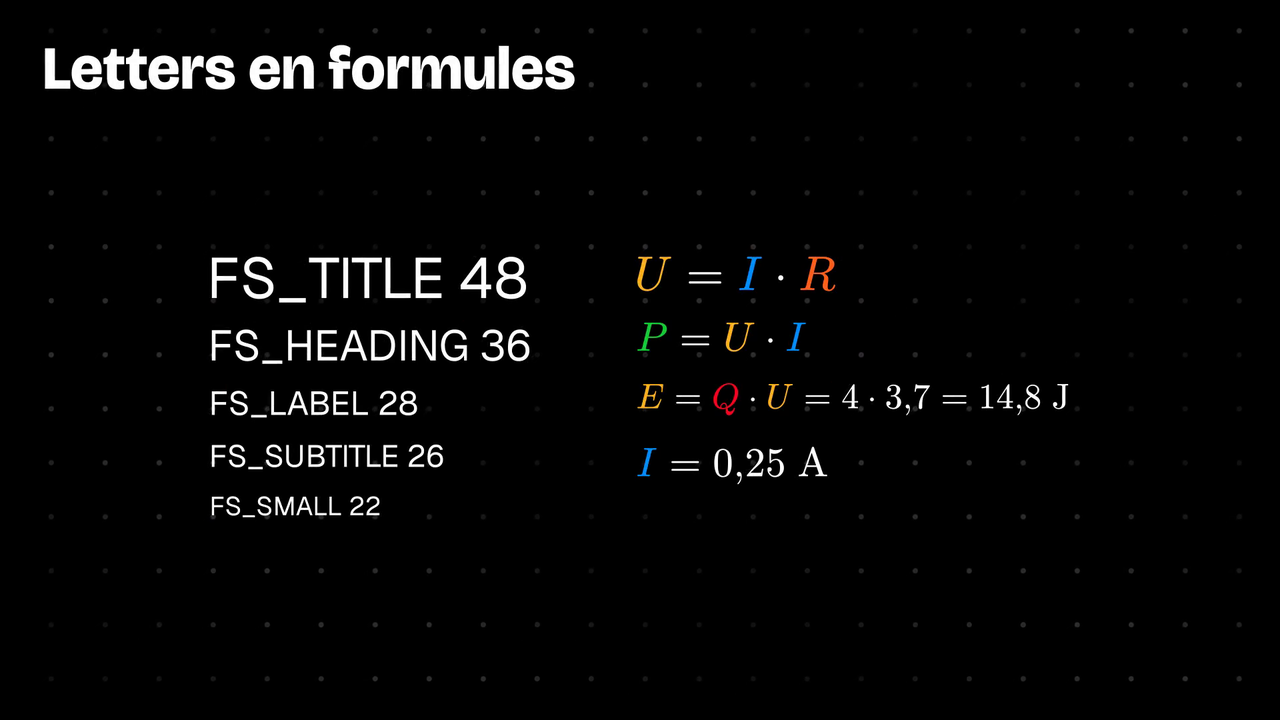 Letters en formules
FS_TITLE 48
FS_HEADING 36
FS_LABEL 28
FS_SUBTITLE 26
FS_SMALL 22
U = I · R
P = U · I
E = Q · U = 4 · 3,7 = 14,8 J
I = 0,25 A